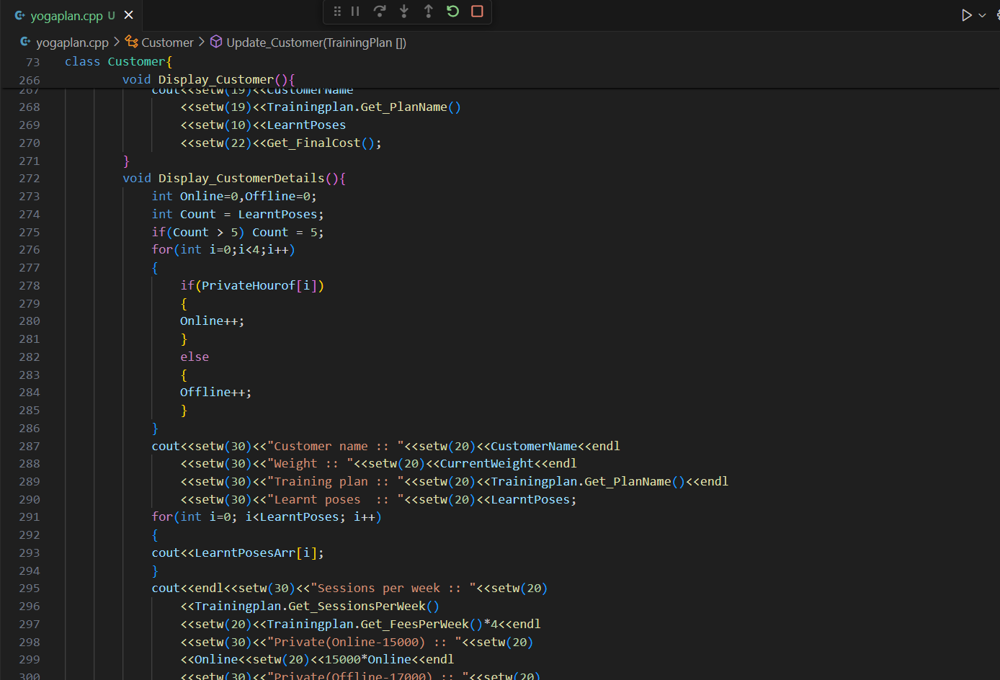 yogaplan.cpp U
yogaplan.cpp > Customer > Update_Customer(TrainingPlan [])
73 class Customer{
266 void Display_Customer(){
267 cout<<setw(19)<<CustomerName
268 <<setw(19)<<Trainingplan.Get_PlanName()
269 <<setw(10)<<LearntPoses
270 <<setw(22)<<Get_FinalCost();
271 }
272 void Display_CustomerDetails(){
273 int Online=0,Offline=0;
274 int Count = LearntPoses;
275 if(Count > 5) Count = 5;
276 for(int i=0;i<4;i++)
277 {
278 if(PrivateHourof[i])
279 {
280 Online++;
281 }
282 else
283 {
284 Offline++;
285 }
286 }
287 cout<<setw(30)<<"Customer name :: "<<setw(20)<<CustomerName<<endl
288 <<setw(30)<<"Weight :: "<<setw(20)<<CurrentWeight<<endl
289 <<setw(30)<<"Training plan :: "<<setw(20)<<Trainingplan.Get_PlanName()<<endl
290 <<setw(30)<<"Learnt poses  :: "<<setw(20)<<LearntPoses;
291 for(int i=0; i<LearntPoses; i++)
292 {
293 cout<<LearntPosesArr[i];
294 }
295 cout<<endl<<setw(30)<<"Sessions per week :: "<<setw(20)
296 <<Trainingplan.Get_SessionsPerWeek()
297 <<setw(20)<<Trainingplan.Get_FeesPerWeek()*4<<endl
298 <<setw(30)<<"Private(Online-15000) :: "<<setw(20)
299 <<Online<<setw(20)<<15000*Online<<endl
300 <<setw(30)<<"Private(Offline-17000) :: "<<setw(20)